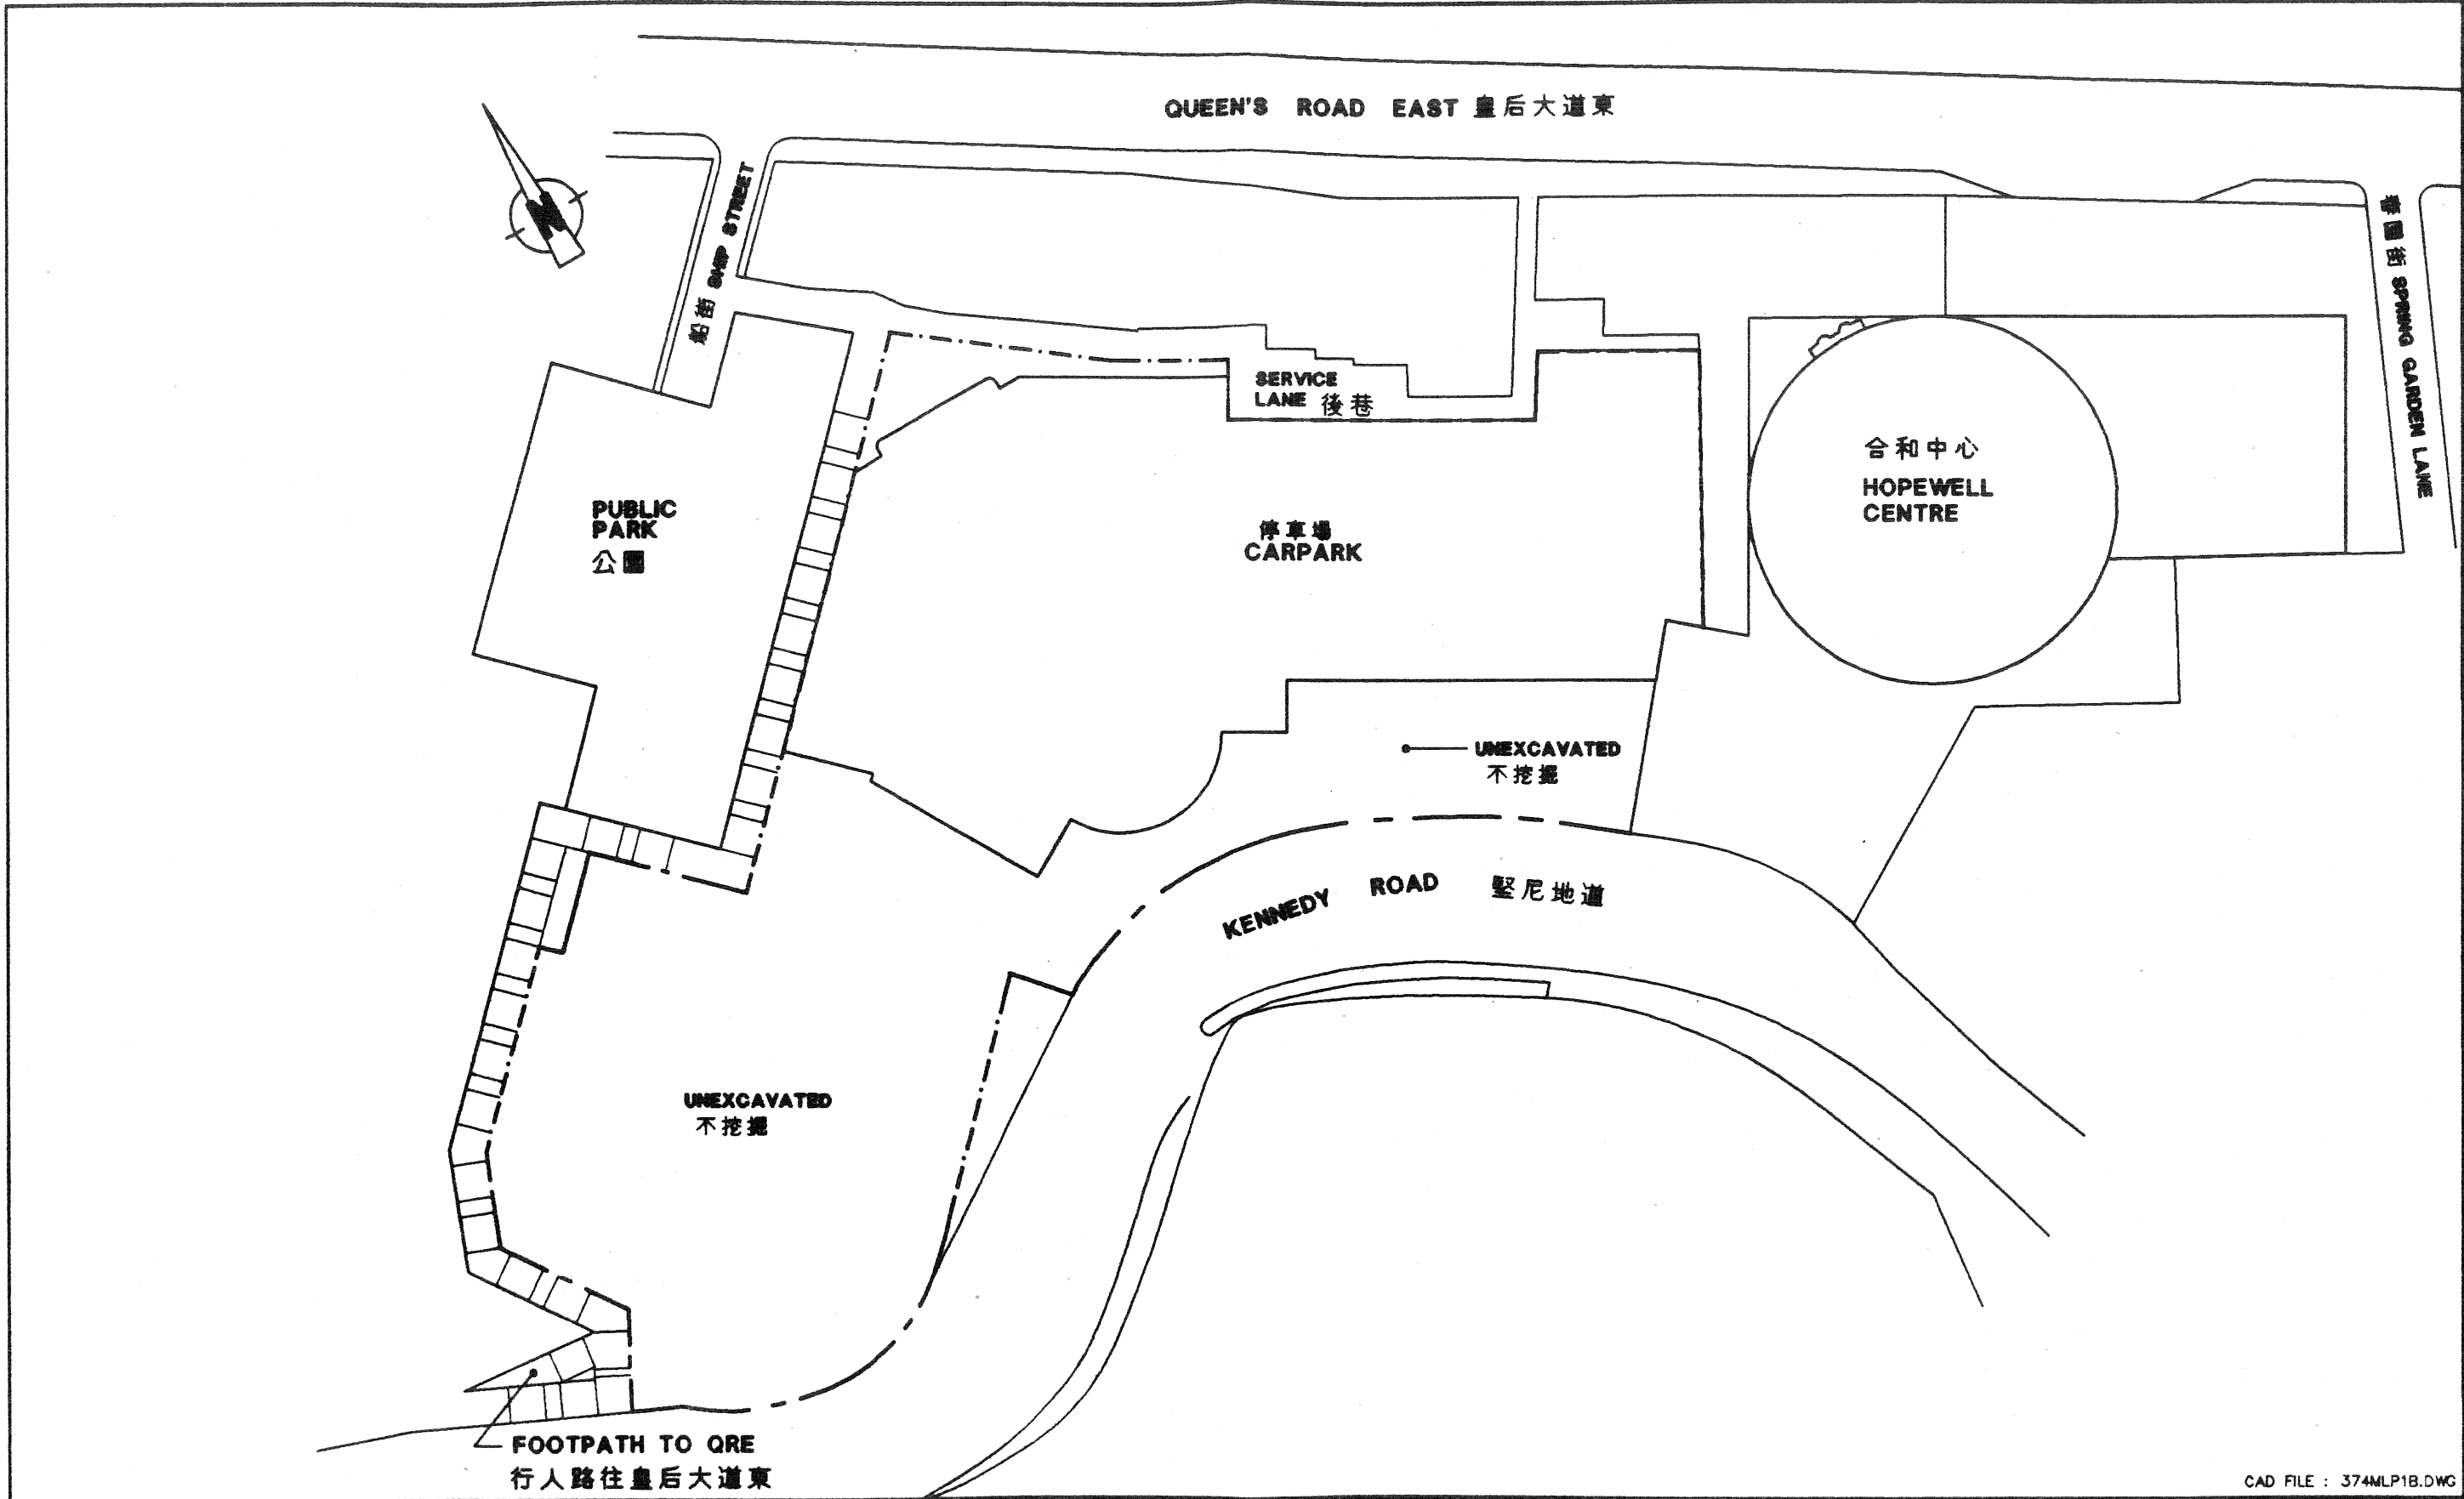 QUEEN'S ROAD EAST 皇后大道東
船街 SHIP STREET
春園街 SPRING GARDEN LANE
SERVICE
LANE 後巷
合和中心
HOPEWELL
CENTRE
PUBLIC
PARK
公園
停車場
CARPARK
UNEXCAVATED
不挖掘
KENNEDY ROAD 堅尼地道
UNEXCAVATED
不挖掘
FOOTPATH TO QRE
行人路往皇后大道東
CAD FILE : 374MLP1B.DWG
N